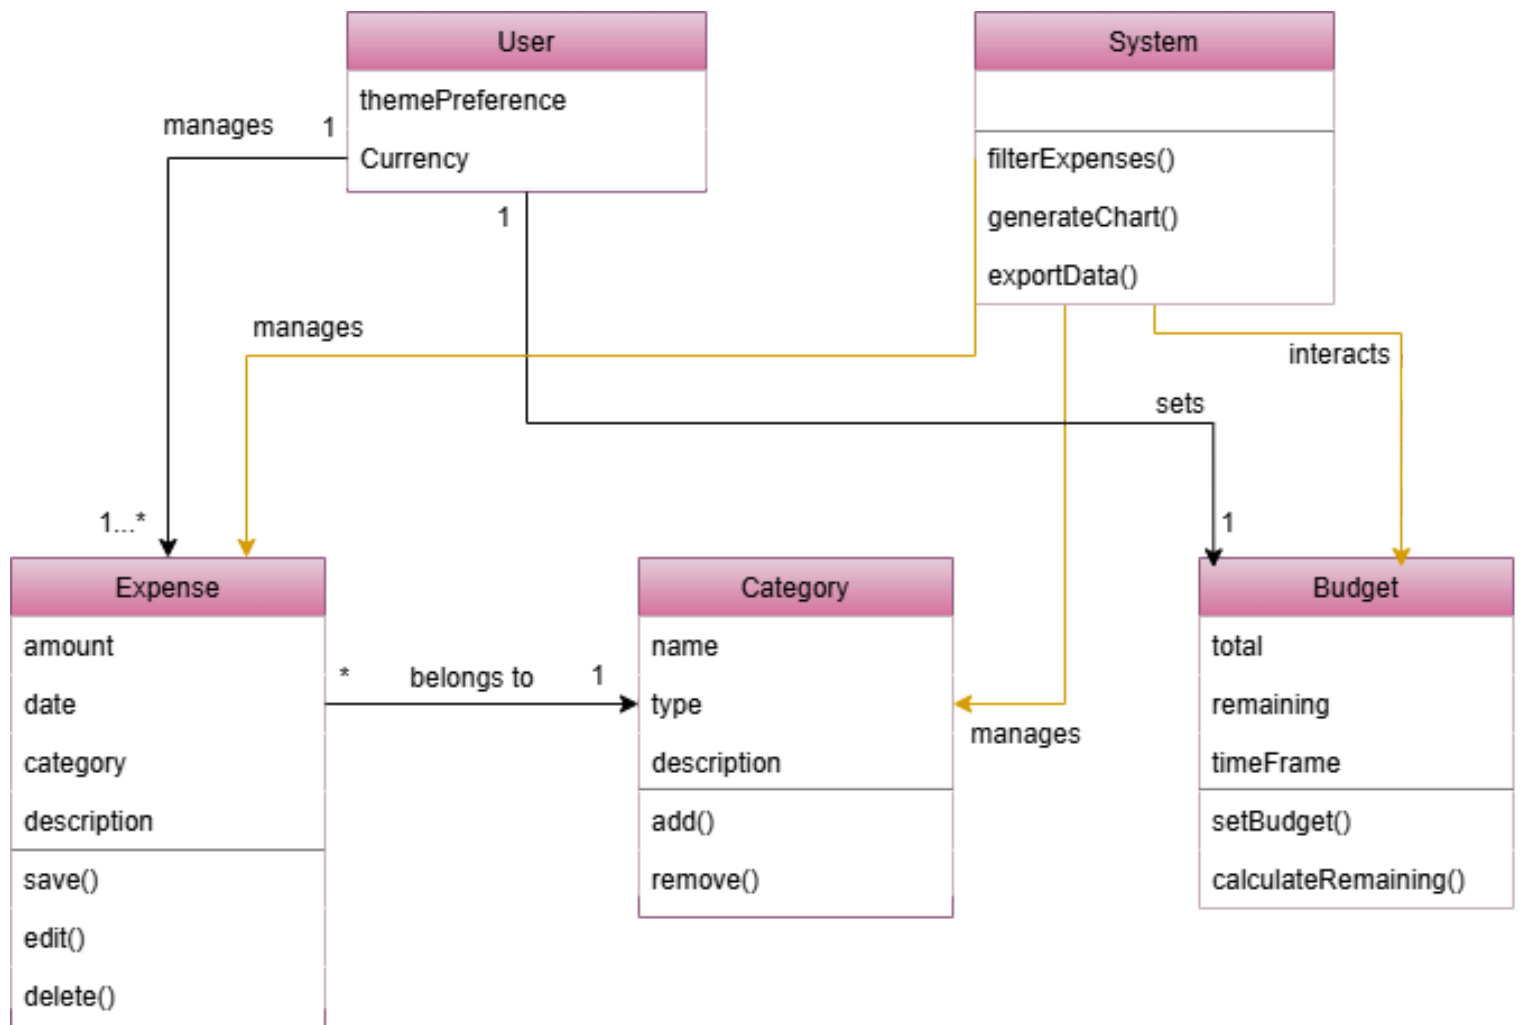 User
themePreference
Currency
System
filterExpenses()
generateChart()
exportData()
manages
1
1
manages
interacts
sets
1...*
1
Expense
amount
date
category
description
save()
edit()
delete()
*
belongs to
1
Category
name
type
description
add()
remove()
manages
Budget
total
remaining
timeFrame
setBudget()
calculateRemaining()